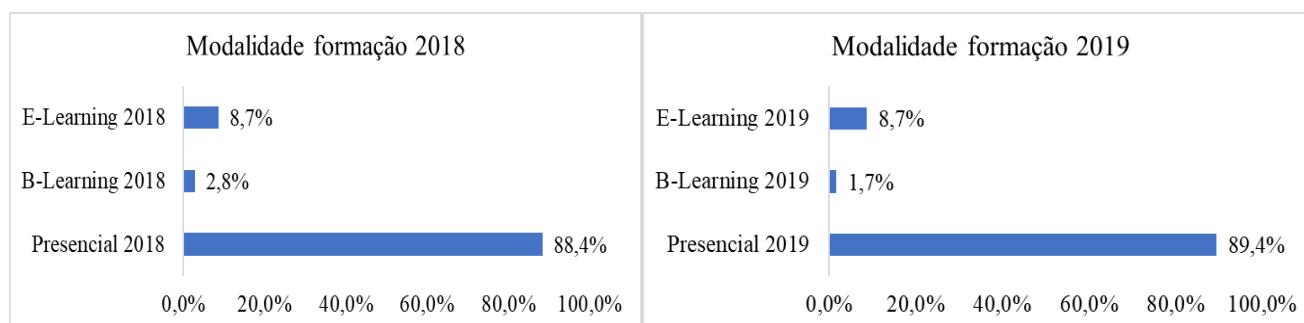 Modalidade formação 2018
E-Learning 2018
8,7%
B-Learning 2018
2,8%
Presencial 2018
88,4%
0,0% 20,0% 40,0% 60,0% 80,0% 100,0%
Modalidade formação 2019
E-Learning 2019
8,7%
B-Learning 2019
1,7%
Presencial 2019
89,4%
0,0% 20,0% 40,0% 60,0% 80,0% 100,0%